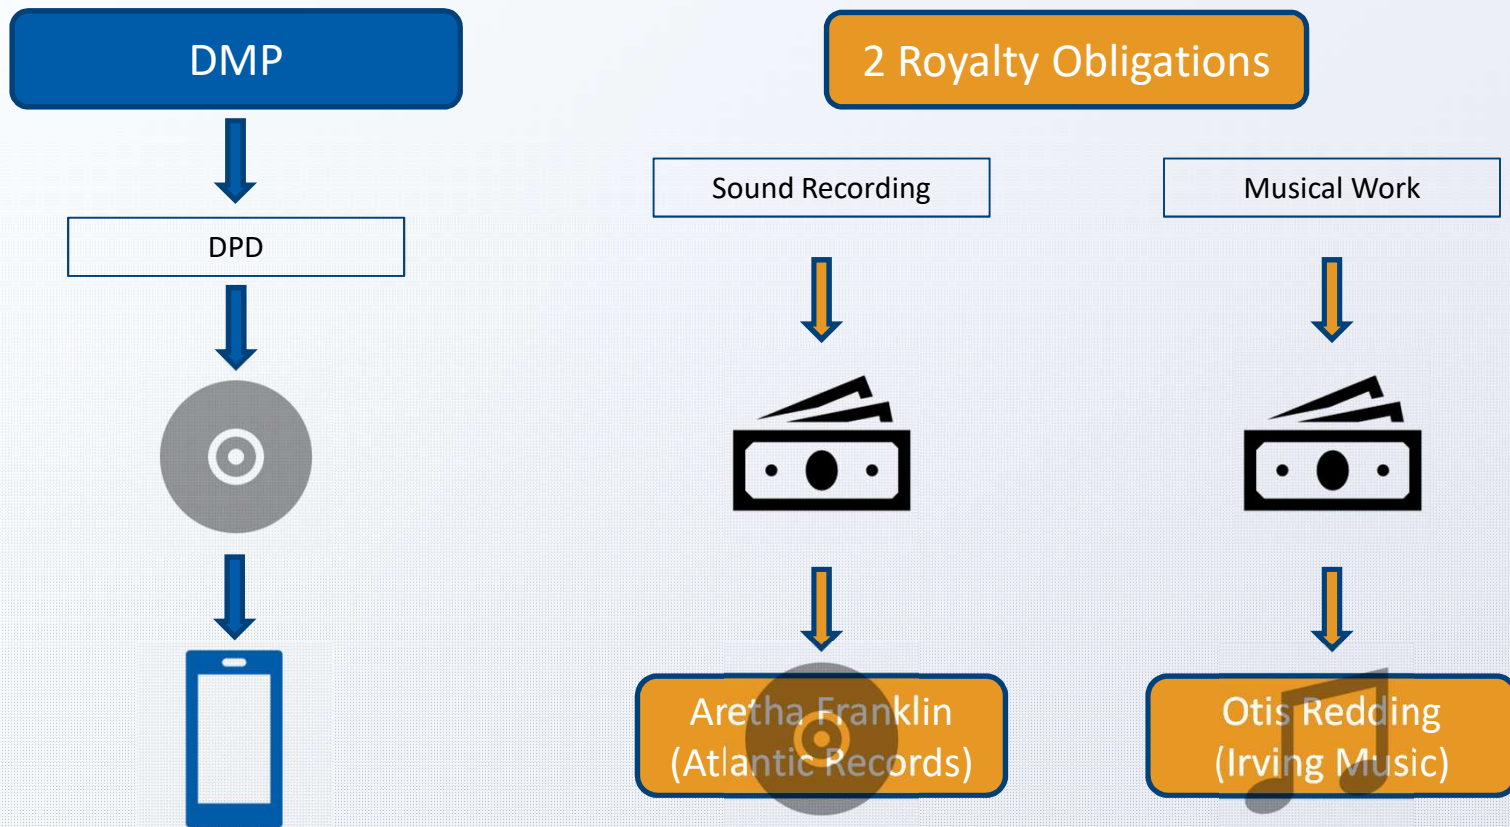 DMP
2 Royalty Obligations
DPD
Sound Recording
Musical Work
Aretha Franklin
(Atlantic Records)
Otis Redding
(Irving Music)